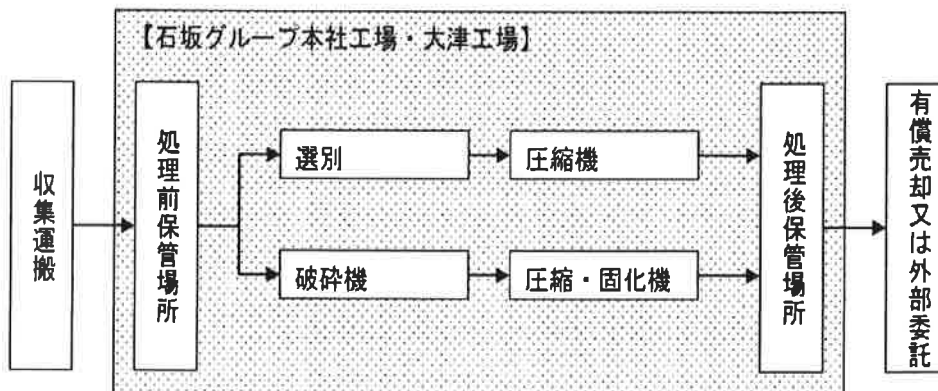 【石坂グループ本社工場・大津工場】
収集運搬
処理前保管場所
選別
圧縮機
破砕機
圧縮・固化機
処理後保管場所
有償売却又は外部委託